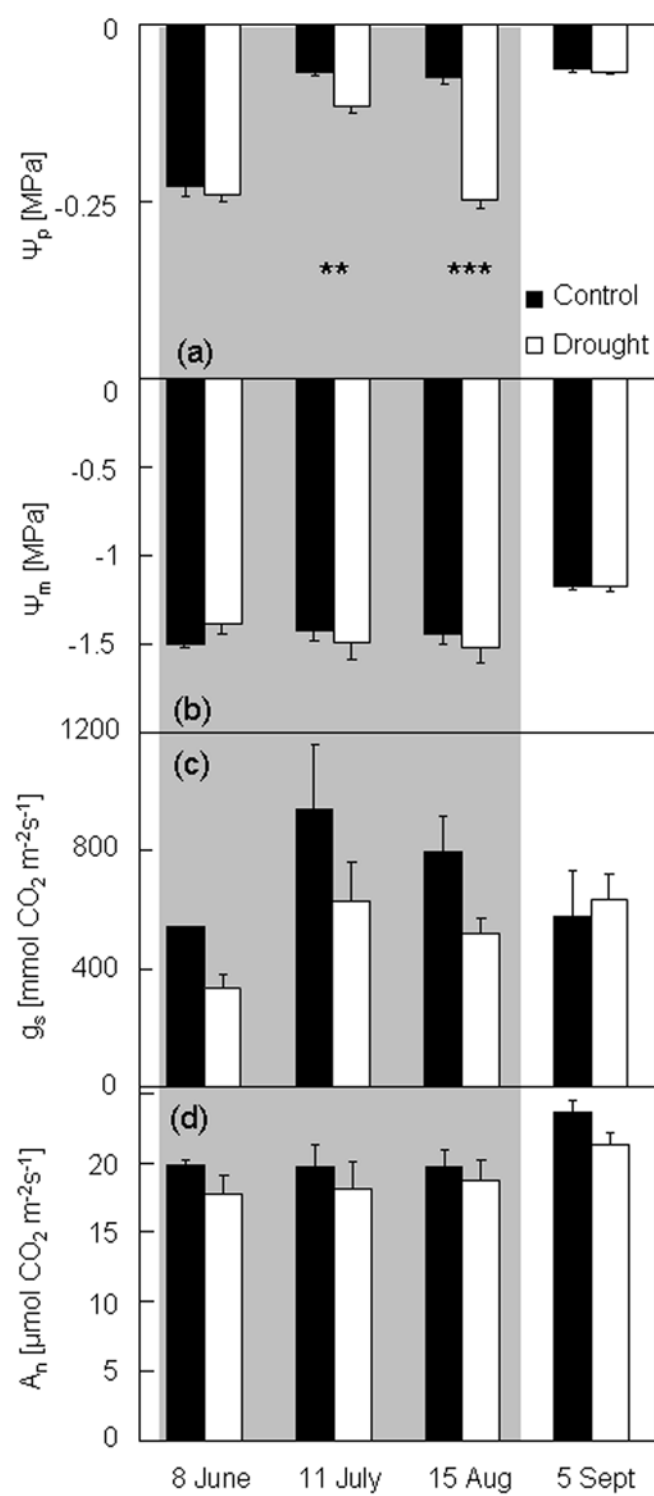 0
-0.25
Ψp [MPa]
** ***
Control
Drought
(a)
0
-0.5
-1
-1.5
Ψm [MPa]
(b)
1200
800
400
0
gs [mmol CO2 m-2s-1]
(c)
(d)
20
15
10
5
0
An [µmol CO2 m-2s-1]
8 June 11 July 15 Aug 5 Sept